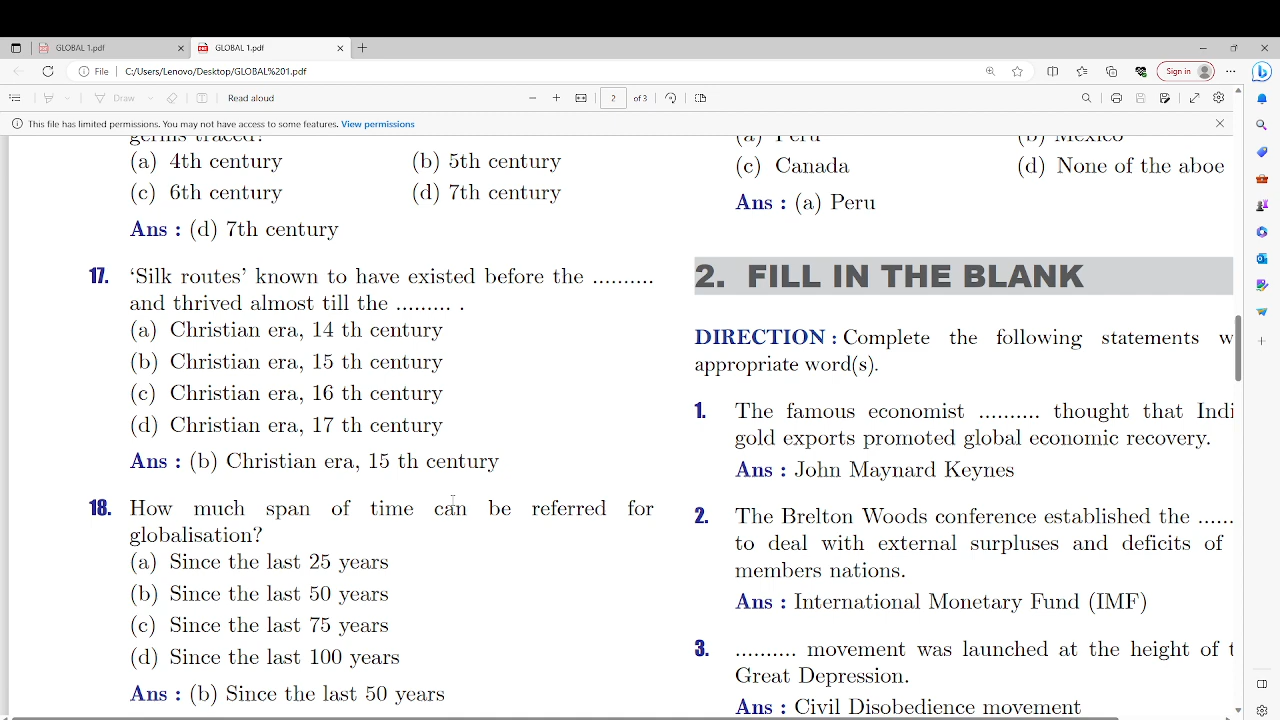 GLOBAL 1.pdf
GLOBAL 1.pdf
File C:/Users/Lenovo/Desktop/GLOBAL%201.pdf
Sign in
Draw
Read aloud
2 of 3
This file has limited permissions. You may not have access to some features. View permissions
germs traced?
(a) 4th century (b) 5th century
(c) 6th century (d) 7th century
Ans : (d) 7th century
17. ‘Silk routes’ known to have existed before the ..........
and thrived almost till the ......... .
(a) Christian era, 14 th century
(b) Christian era, 15 th century
(c) Christian era, 16 th century
(d) Christian era, 17 th century
Ans : (b) Christian era, 15 th century
18. How much span of time can be referred for
globalisation?
(a) Since the last 25 years
(b) Since the last 50 years
(c) Since the last 75 years
(d) Since the last 100 years
Ans : (b) Since the last 50 years
(a) Peru (b) Mexico
(c) Canada (d) None of the aboe
Ans : (a) Peru
2. FILL IN THE BLANK
DIRECTION : Complete the following statements w
appropriate word(s).
1. The famous economist .......... thought that Indi
gold exports promoted global economic recovery.
Ans : John Maynard Keynes
2. The Brelton Woods conference established the ......
to deal with external surpluses and deficits of
members nations.
Ans : International Monetary Fund (IMF)
3. .......... movement was launched at the height of t
Great Depression.
Ans : Civil Disobedience movement